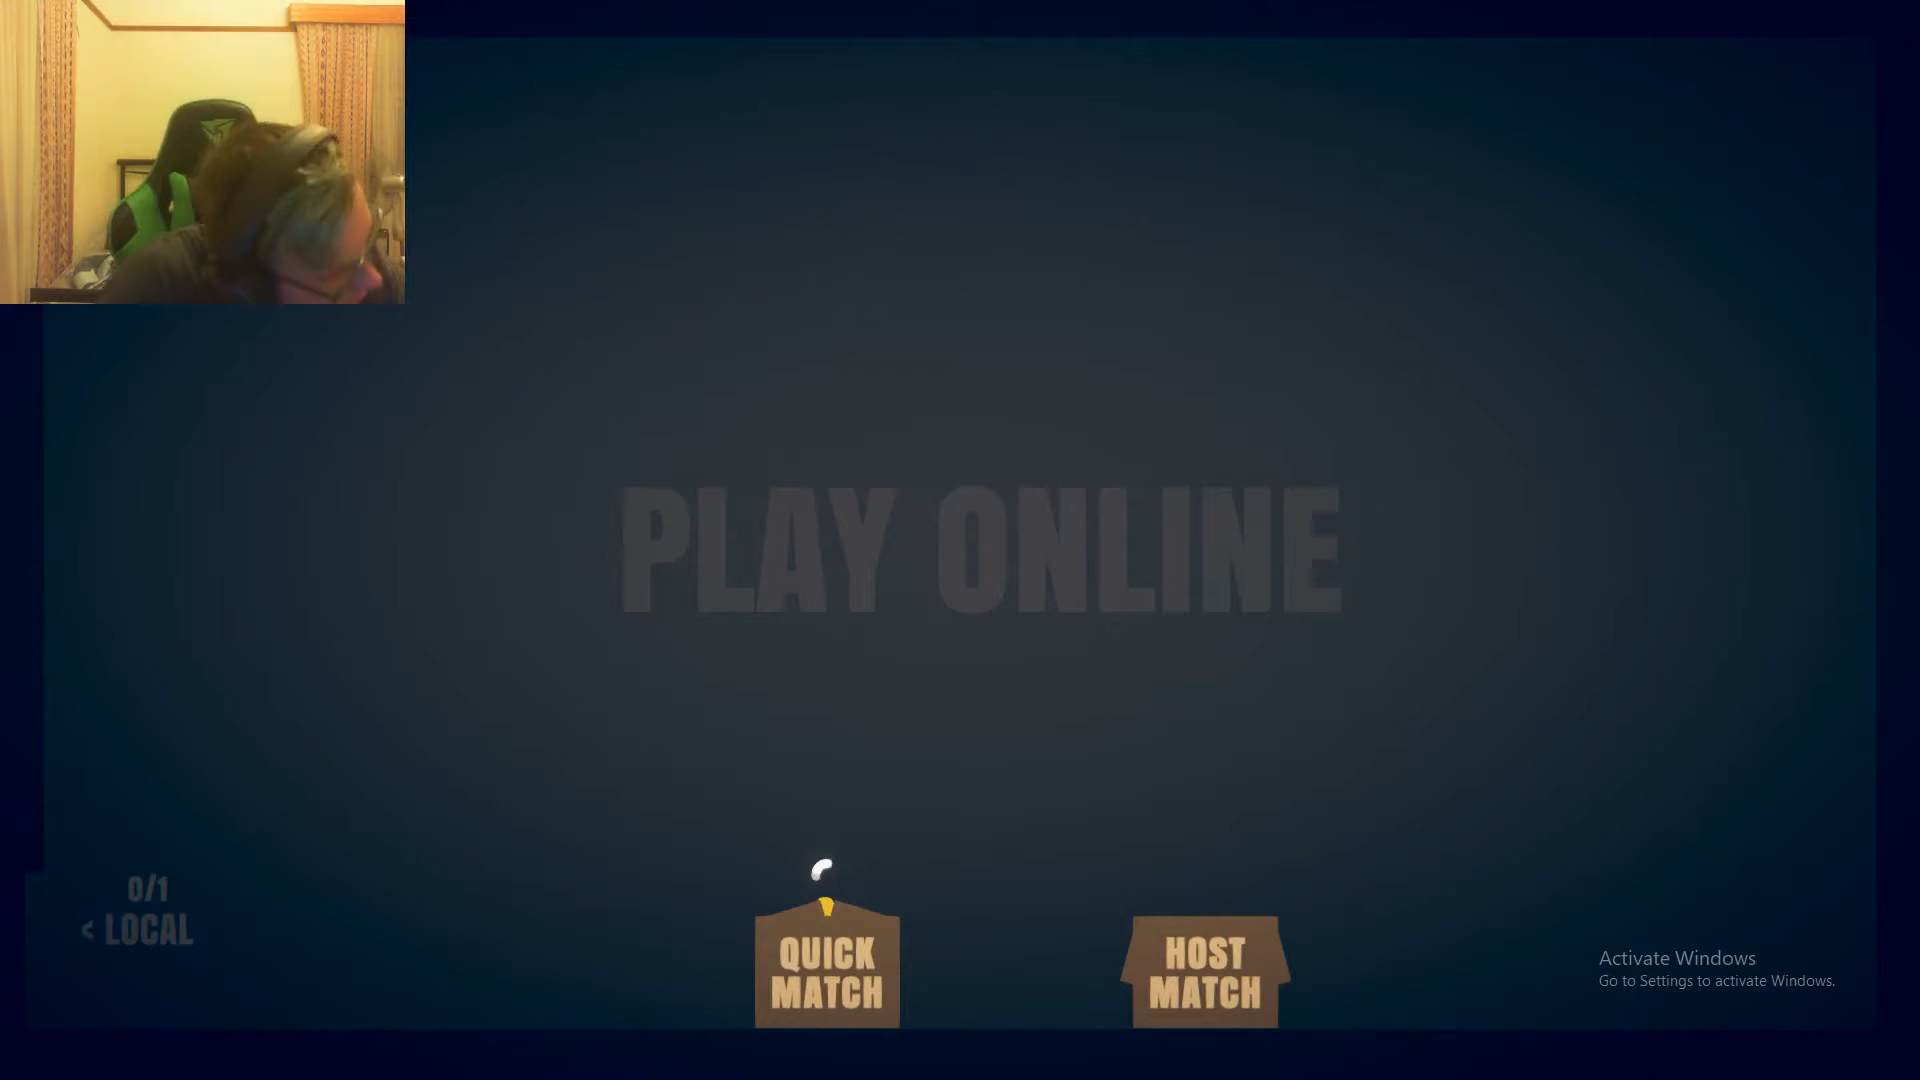 PLAY ONLINE
0/1
< LOCAL
QUICK
MATCH
HOST
MATCH
Activate Windows
Go to Settings to activate Windows.